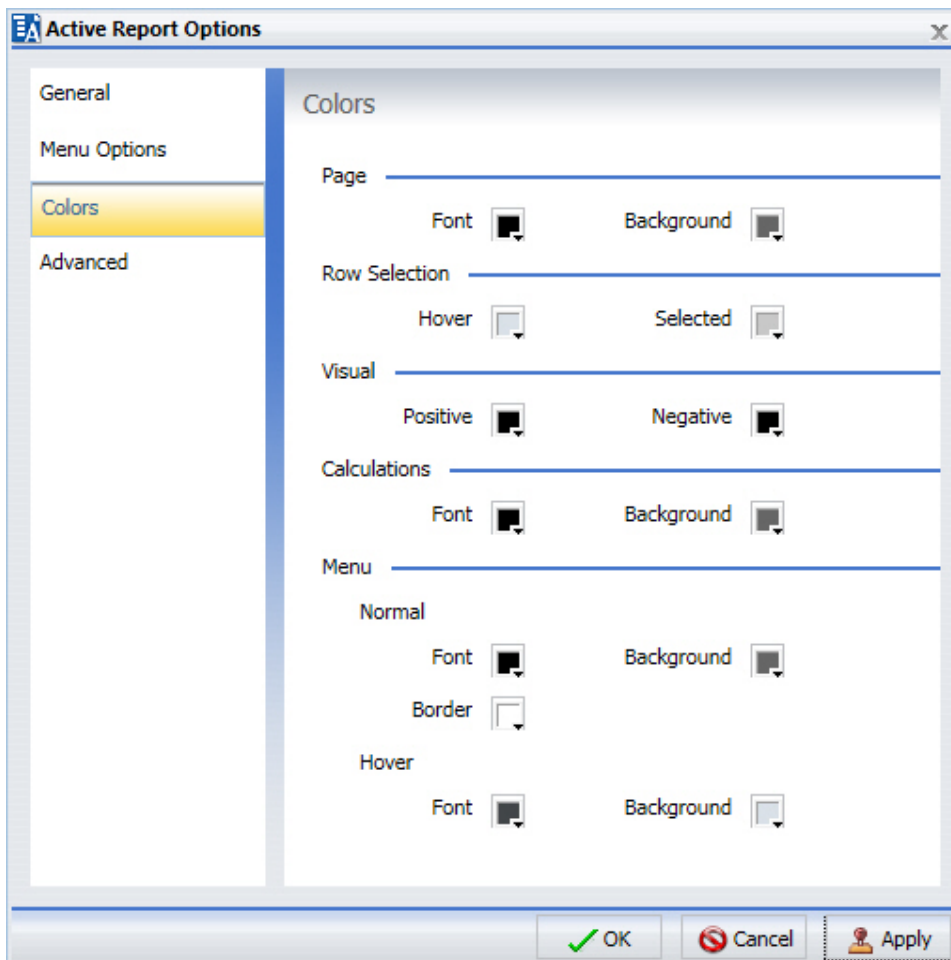 Active Report Options
General
Menu Options
Colors
Advanced
Colors
Page
Font Background
Row Selection
Hover Selected
Visual
Positive Negative
Calculations
Font Background
Menu
Normal
Font Background
Border
Hover
Font Background
OK Cancel Apply